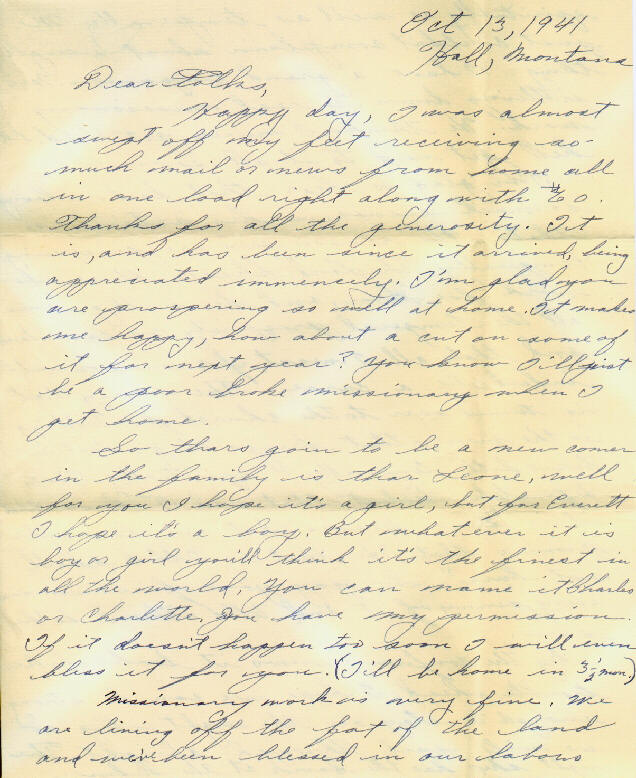 Oct 13, 1941
Hall, Montana
Dear Folks,
Happy day, I was almost
swept off my feet receiving so-
much mail or news from home all
in one load right along with $60.
Thanks for all the generosity. It
is, and has been since it arrived, being
appreciated immencely. I'm glad you
are prospering so well at home. It makes
me happy, how about a cut on some of
it for next year? You know I'll just
be a poor broke missionary when I
get home.
So thars goin to be a new comer
in the family is thar Leone, well
for you I hope it's a girl, but for Everett
I hope it's a boy. But whatever it is
boy or girl you'll think it's the finest in
all the world. You can name it Charles
or Charlitte, you have my permission.
If it doesn't happen too soon I will even
bless it for you. (I'll be home in 3 1/2 mon.)
Missionary work is very fine. We
are living off the fat of the land
and we've been blessed in our labors